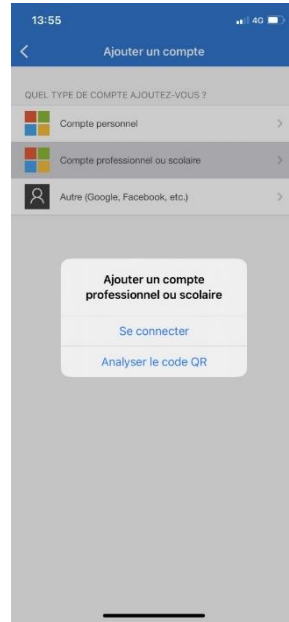 13:55
4G
Ajouter un compte
QUEL TYPE DE COMPTE AJOUTEZ-VOUS ?
Compte personnel
Compte professionnel ou scolaire
Autre (Google, Facebook, etc.)
Ajouter un compte
professionnel ou scolaire
Se connecter
Analyser le code QR